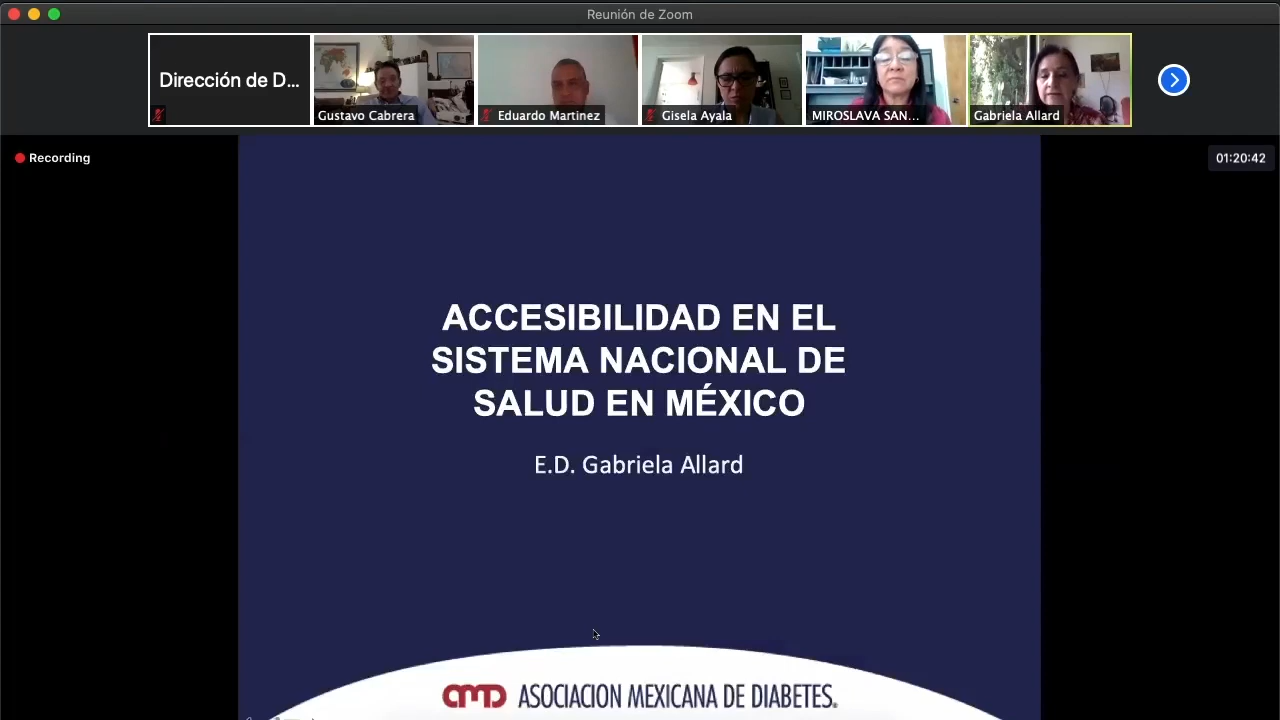 Reunión de Zoom
Dirección de D...
Gustavo Cabrera
Eduardo Martinez
Gisela Ayala
MIROSLAVA SAN...
Gabriela Allard
Recording
01:20:42
ACCESIBILIDAD EN EL
SISTEMA NACIONAL DE
SALUD EN MÉXICO
E.D. Gabriela Allard
amd ASOCIACION MEXICANA DE DIABETES®